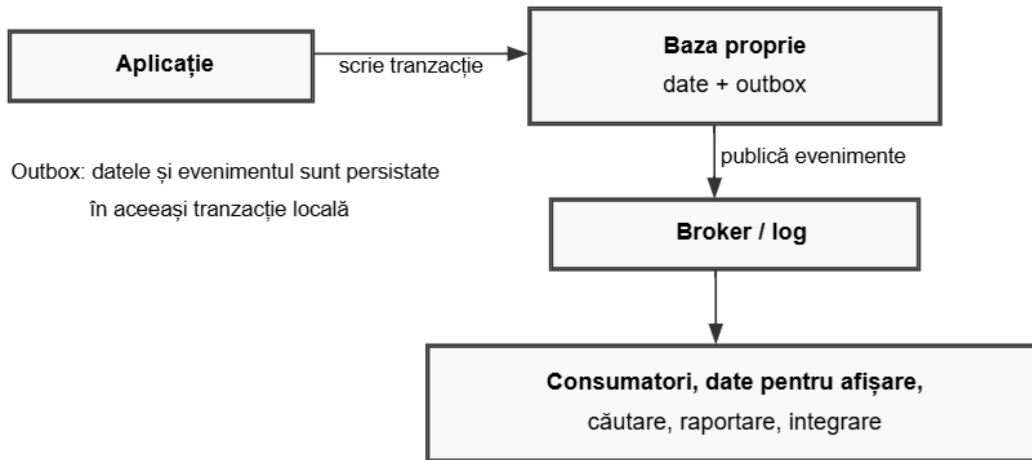 Aplicație
scrie tranzacție
Baza proprie
date + outbox
Outbox: datele și evenimentul sunt persistate
în aceeași tranzacție locală
publică evenimente
Broker / log
Consumatori, date pentru afișare,
căutare, raportare, integrare